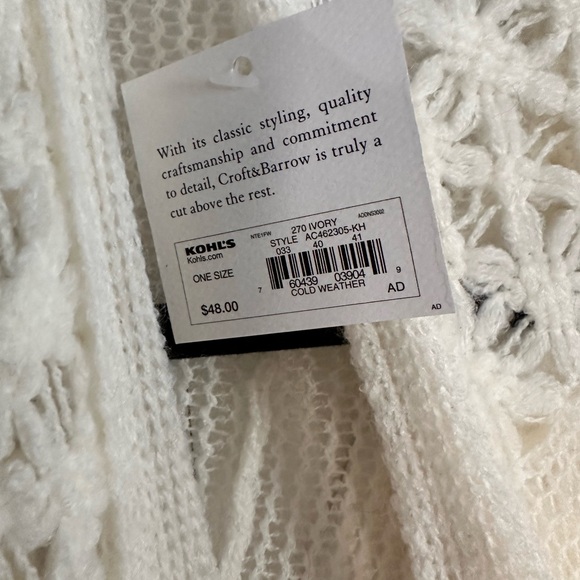 With its classic styling, quality
craftsmanship and commitment
to detail, Croft&Barrow is truly a
cut above the rest.
KOHL'S
Kohls.com
NTE1FW
270 IVORY
ADDNS3002
STYLE AC462305-KH
033 40 41
ONE SIZE
$48.00
7 60439 03904 9
COLD WEATHER
AD
AD